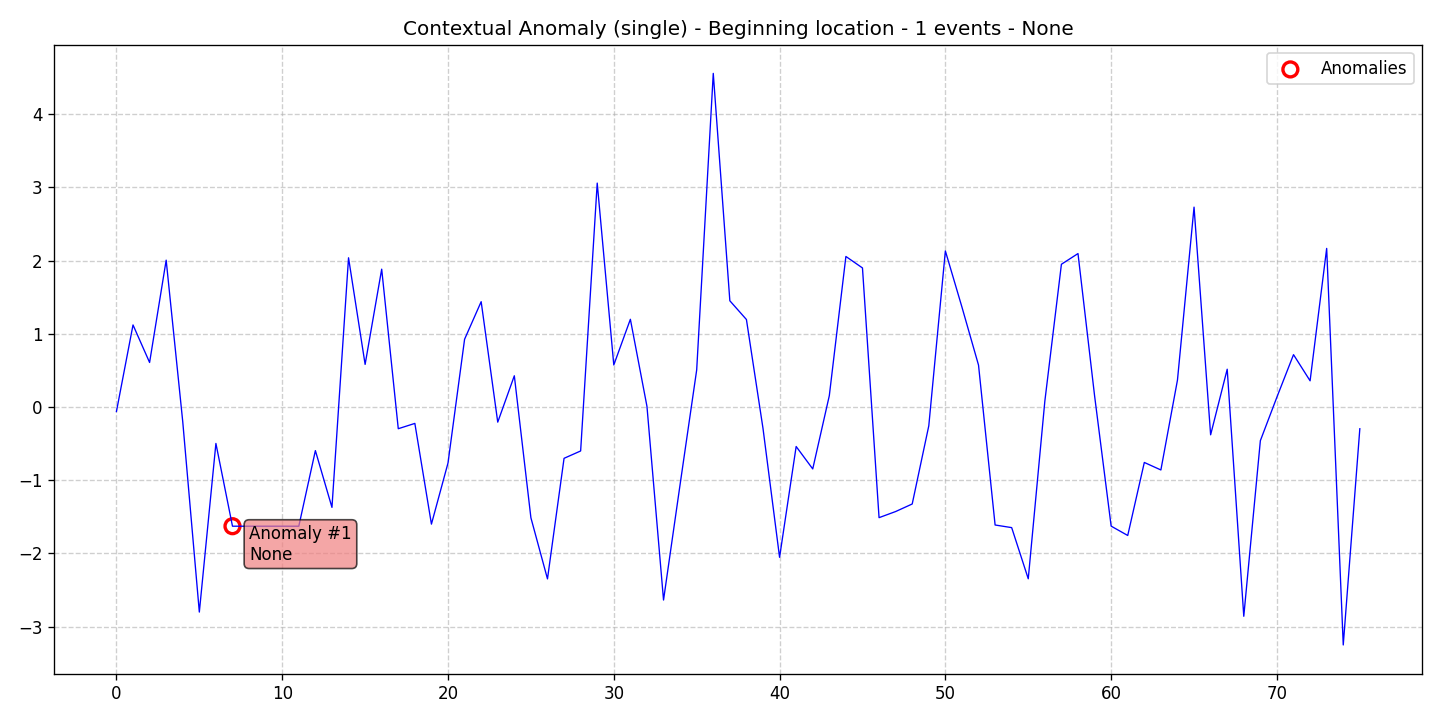 Contextual Anomaly (single) - Beginning location - 1 events - None
Anomalies
4
3
2
1
0
−1
−2
−3
Anomaly #1
None
0 10 20 30 40 50 60 70